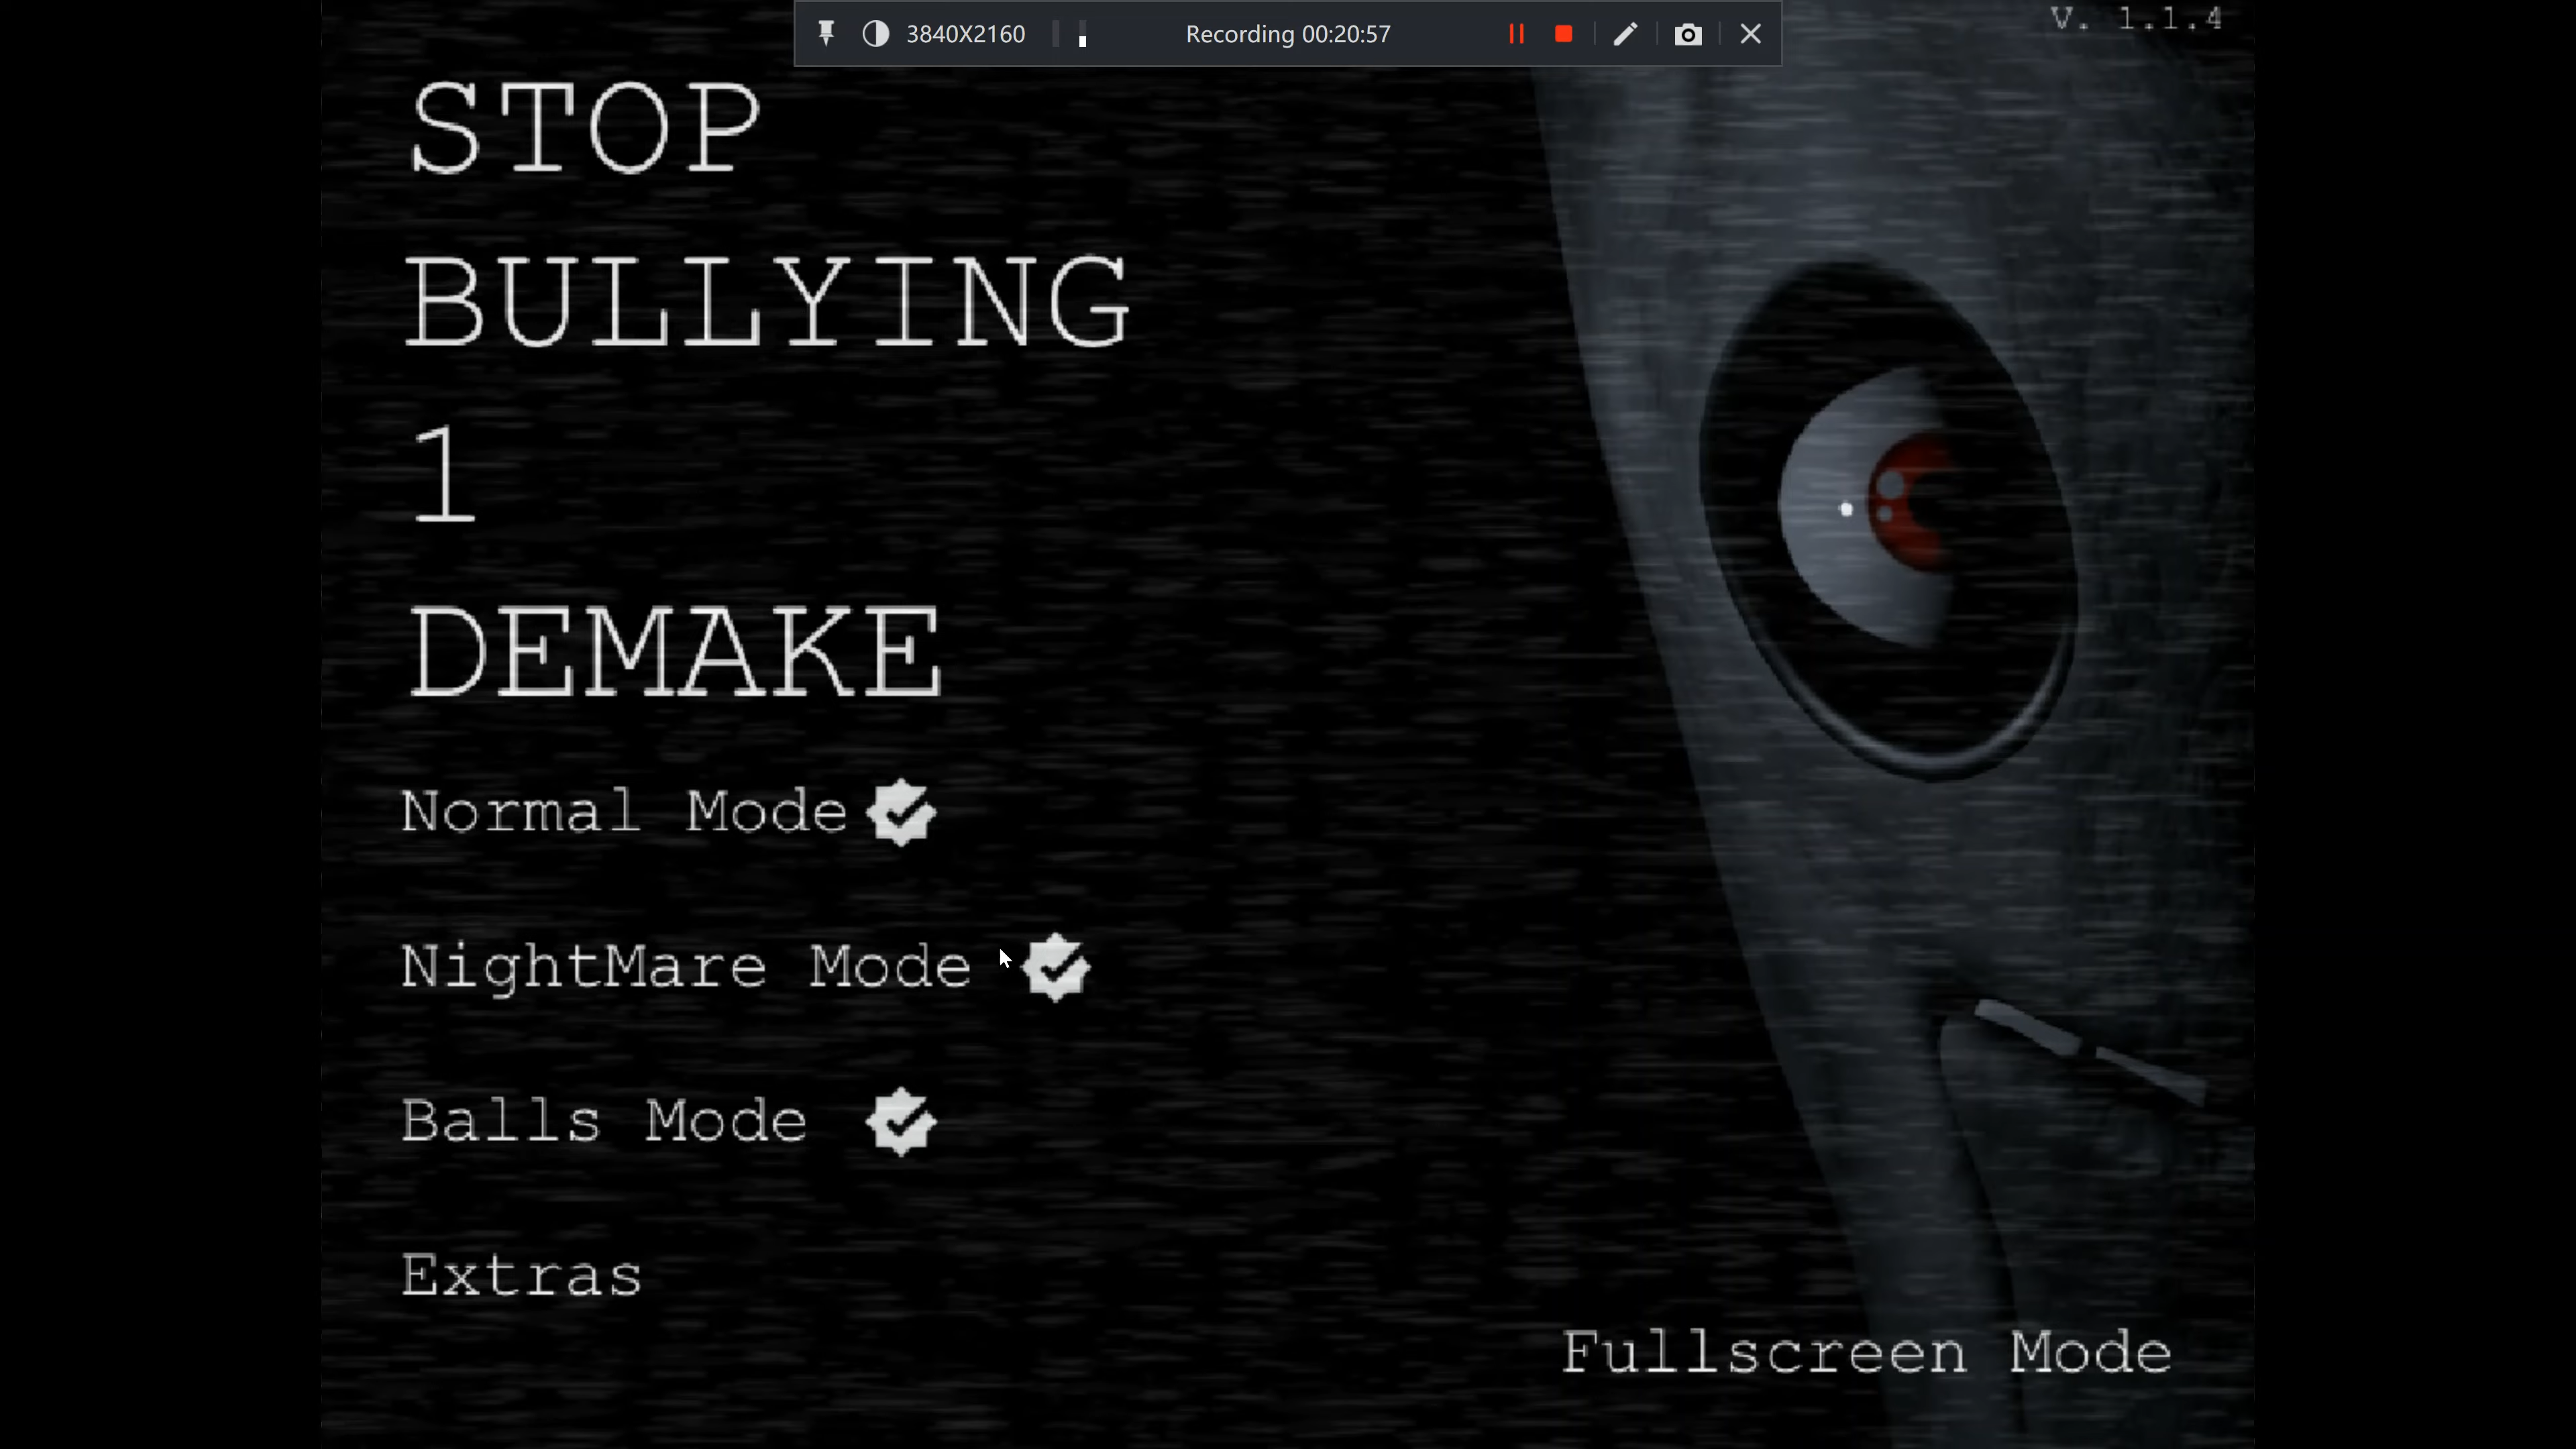 3840X2160
Recording 00:20:57
V. 1.1.4
STOP
BULLYING
1
DEMAKE
Normal Mode
NightMare Mode
Balls Mode
Extras
Fullscreen Mode